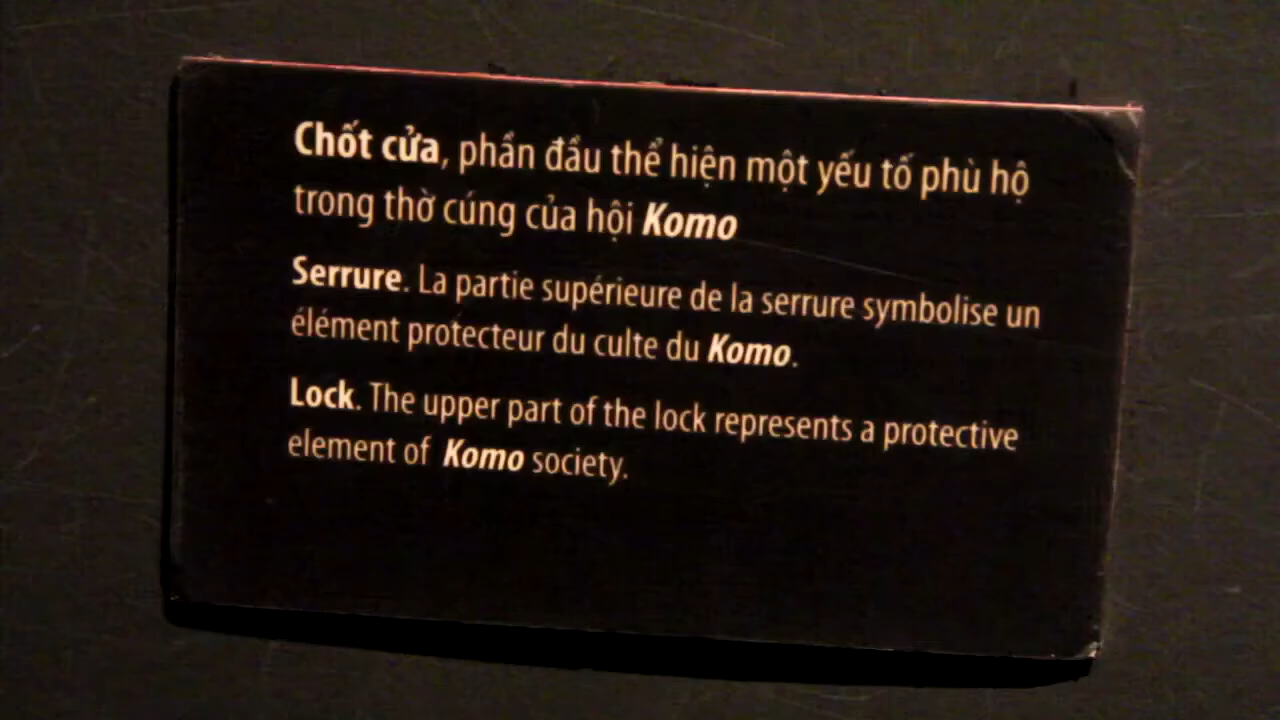 Chốt cửa, phần đầu thể hiện một yếu tố phù hộ
trong thờ cúng của hội Komo
Serrure. La partie supérieure de la serrure symbolise un
élément protecteur du culte du Komo.
Lock. The upper part of the lock represents a protective
element of Komo society.